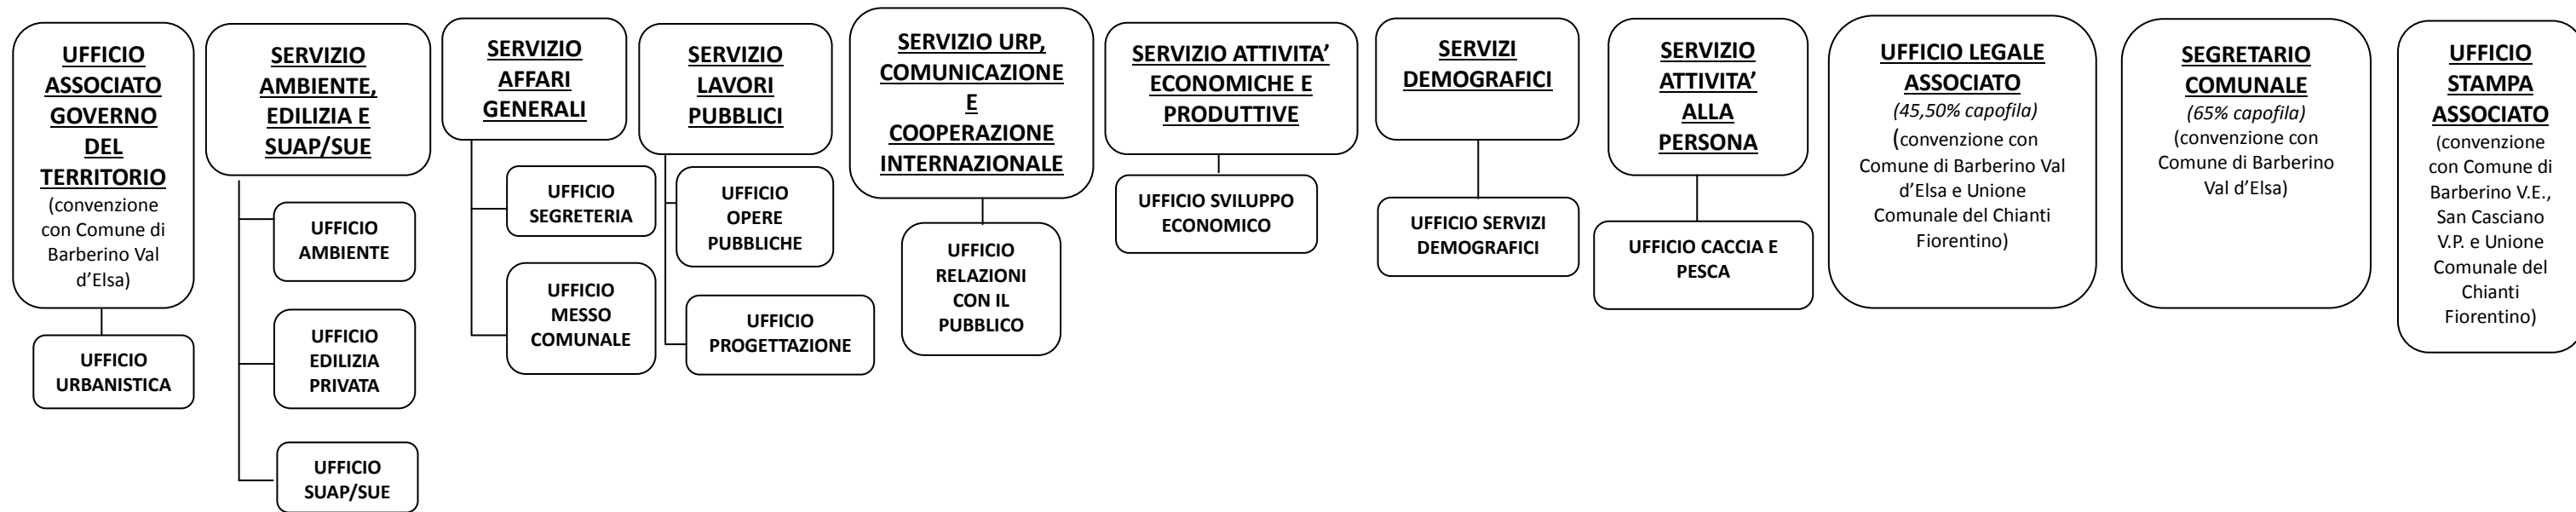 UFFICIO
ASSOCIATO
GOVERNO
DEL
TERRITORIO
(convenzione
con Comune di
Barberino Val
d’Elsa)
UFFICIO
URBANISTICA
SERVIZIO
AMBIENTE,
EDILIZIA E
SUAP/SUE
UFFICIO
AMBIENTE
UFFICIO
EDILIZIA
PRIVATA
UFFICIO
SUAP/SUE
SERVIZIO
AFFARI
GENERALI
UFFICIO
SEGRETERIA
UFFICIO
MESSO
COMUNALE
SERVIZIO
LAVORI
PUBBLICI
UFFICIO
OPERE
PUBBLICHE
UFFICIO
PROGETTAZIONE
SERVIZIO URP,
COMUNICAZIONE
E
COOPERAZIONE
INTERNAZIONALE
UFFICIO
RELAZIONI
CON IL
PUBBLICO
SERVIZIO ATTIVITA’
ECONOMICHE E
PRODUTTIVE
UFFICIO SVILUPPO
ECONOMICO
SERVIZI
DEMOGRAFICI
UFFICIO SERVIZI
DEMOGRAFICI
SERVIZIO
ATTIVITA’
ALLA
PERSONA
UFFICIO CACCIA E
PESCA
UFFICIO LEGALE
ASSOCIATO
(45,50% capofila)
(convenzione con
Comune di Barberino Val
d’Elsa e Unione
Comunale del Chianti
Fiorentino)
SEGRETARIO
COMUNALE
(65% capofila)
(convenzione con
Comune di Barberino
Val d’Elsa)
UFFICIO
STAMPA
ASSOCIATO
(convenzione
con Comune di
Barberino V.E.,
San Casciano
V.P. e Unione
Comunale del
Chianti
Fiorentino)